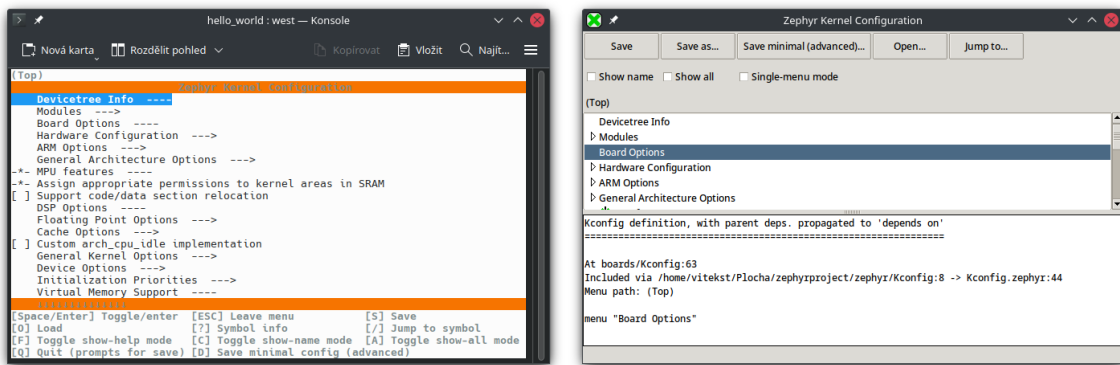 hello_world : west — Konsole
Nová karta Rozdělit pohled Kopírovat Vložit Najít...
(Top)
Zephyr Kernel Configuration
Devicetree Info ----
Modules --->
Board Options ----
Hardware Configuration --->
ARM Options --->
General Architecture Options --->
-*- MPU features ----
-*- Assign appropriate permissions to kernel areas in SRAM
[ ] Support code/data section relocation
DSP Options ----
Floating Point Options --->
Cache Options --->
[ ] Custom arch_cpu_idle implementation
General Kernel Options --->
Device Options --->
Initialization Priorities --->
Virtual Memory Support ----
[Space/Enter] Toggle/enter [ESC] Leave menu [S] Save
[O] Load [?] Symbol info [/] Jump to symbol
[F] Toggle show-help mode [C] Toggle show-name mode [A] Toggle show-all mode
[Q] Quit (prompts for save) [D] Save minimal config (advanced)
Zephyr Kernel Configuration
Save Save as... Save minimal (advanced)... Open... Jump to...
Show name Show all Single-menu mode
(Top)
Devicetree Info
Modules
Board Options
Hardware Configuration
ARM Options
General Architecture Options
Kconfig definition, with parent deps. propagated to 'depends on'
================================================================
At boards/Kconfig:63
Included via /home/vitekst/Plocha/zephyrproject/zephyr/Kconfig:8 -> Kconfig.zephyr:44
Menu path: (Top)
menu "Board Options"